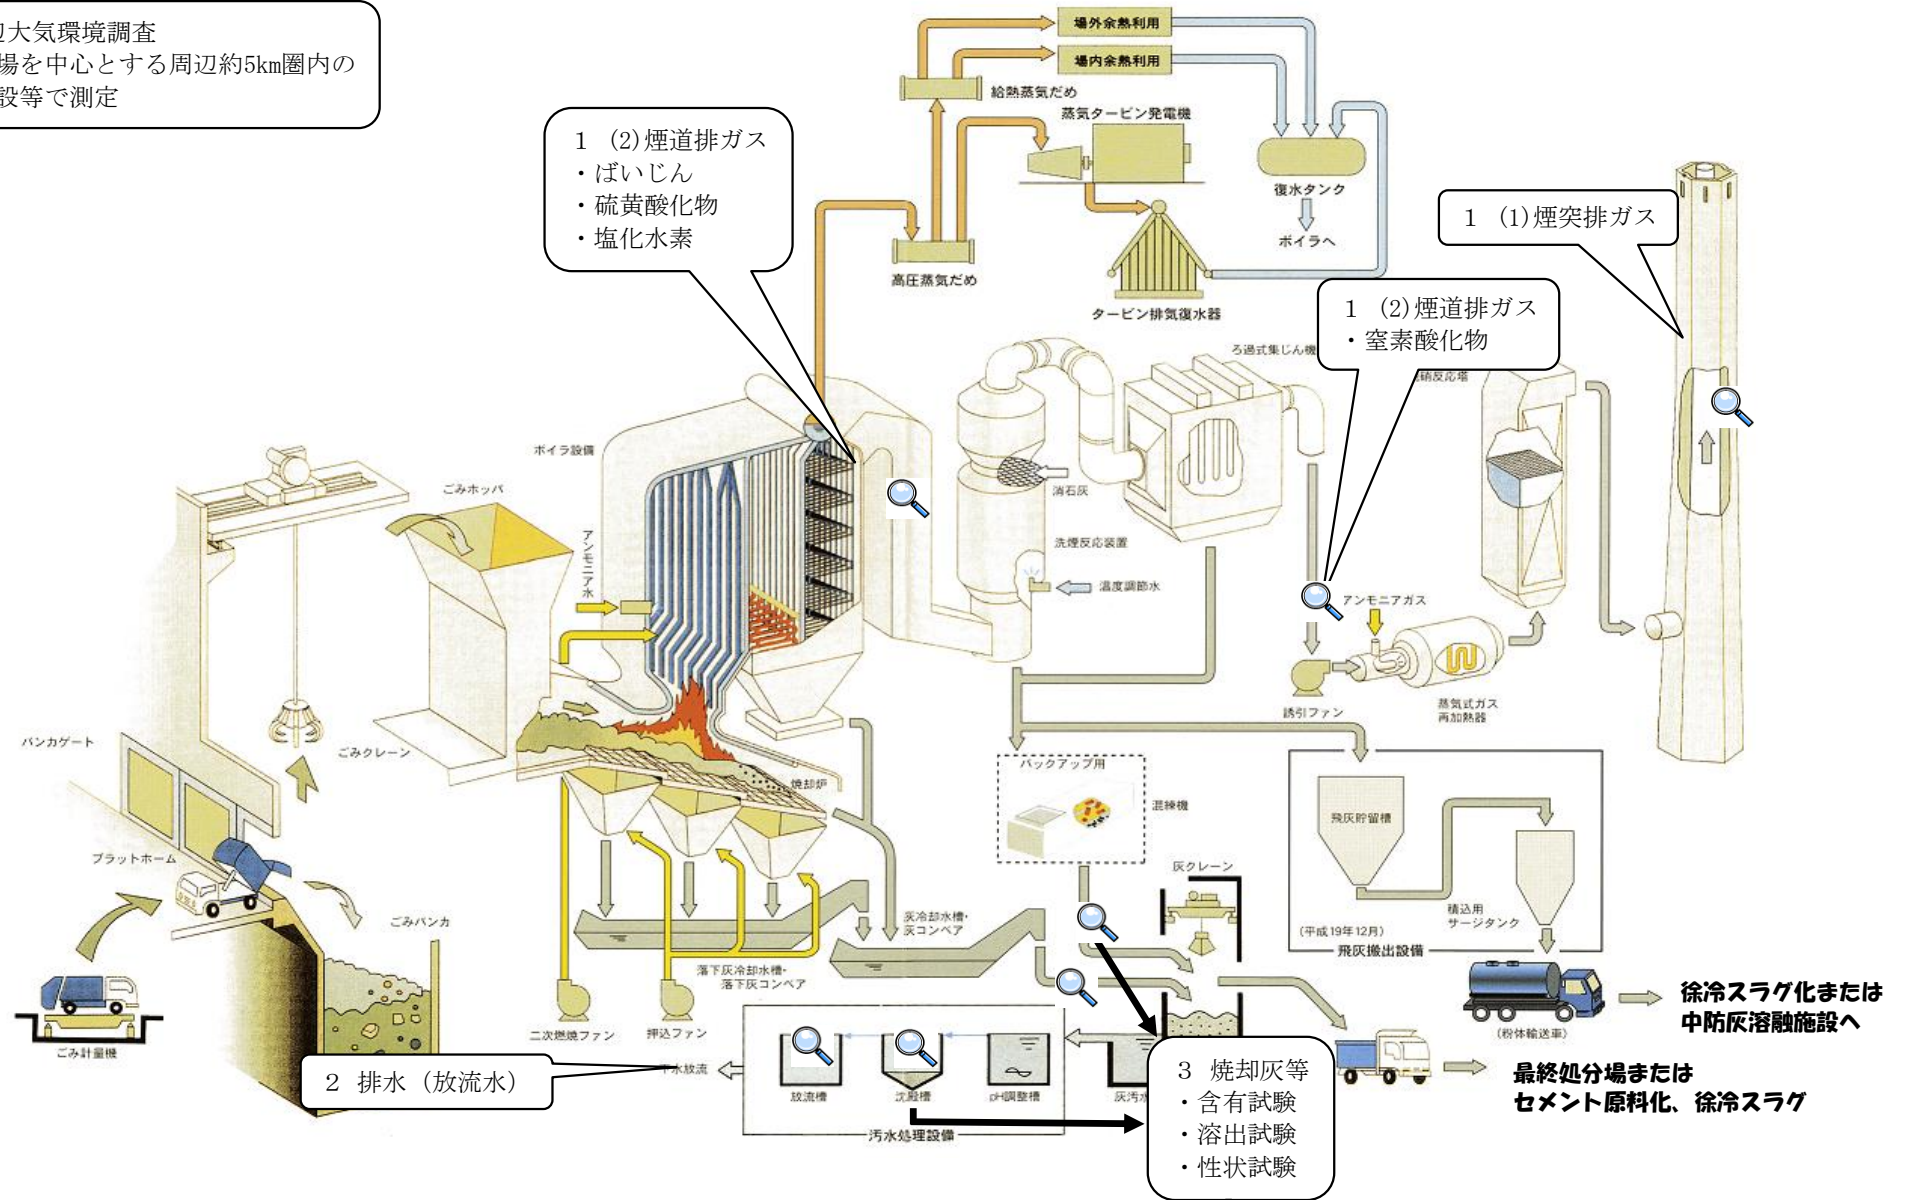 辺大気環境調査
場を中心とする周辺約5km圏内の
設等で測定
場外余熱利用
場内余熱利用
給熱蒸気だめ
蒸気タービン発電機
復水タンク
ボイラへ
高圧蒸気だめ
タービン排気復水器
1 (2)煙道排ガス
・ばいじん
・硫黄酸化物
・塩化水素
1 (1)煙突排ガス
1 (2)煙道排ガス
・窒素酸化物
ろ過式集じん機
硝反応塔
ボイラ設備
ごみホッパ
アンモニア水
消石灰
洗煙反応装置
温度調節水
アンモニアガス
誘引ファン
蒸気式ガス
再加熱器
バンカゲート
ごみクレーン
焼却炉
プラットホーム
ごみバンカ
ごみ計量機
バックアップ用
混練機
灰クレーン
飛灰貯留槽
積込用
サージタンク
(平成19年12月)
飛灰搬出設備
灰冷却水槽・
灰コンベア
落下灰冷却水槽・
落下灰コンベア
二次燃焼ファン
押込ファン
(粉体輸送車)
徐冷スラグ化または
中防灰溶融施設へ
最終処分場または
セメント原料化、徐冷スラグ
2 排水（放流水）
水放流
放流槽
沈殿槽
pH調整槽
灰汚水
汚水処理設備
3 焼却灰等
・含有試験
・溶出試験
・性状試験